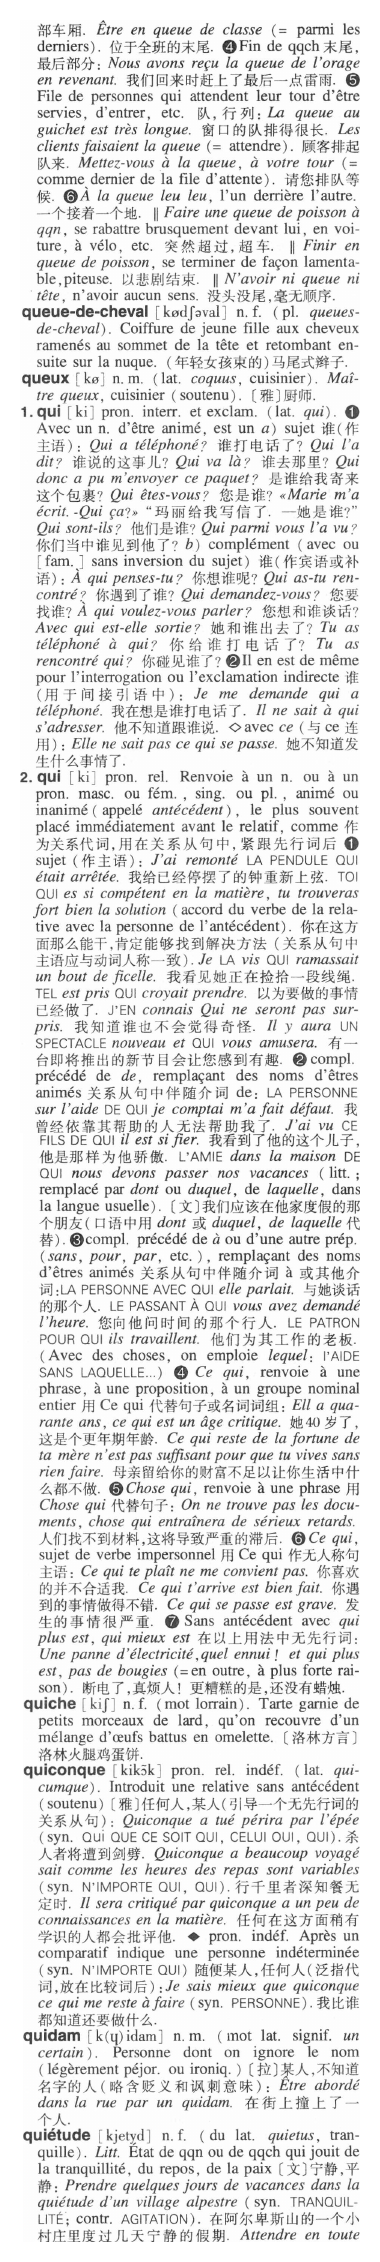 部车厢. Être en queue de classe (= parmi les
derniers). 位于全班的末尾. ❹Fin de qqch 末尾,
最后部分: Nous avons reçu la queue de l'orage
en revenant. 我们回来时赶上了最后一点雷雨. ❺
File de personnes qui attendent leur tour d'être
servies, d'entrer, etc. 队,行列: La queue au
guichet est très longue. 窗口的队排得很长. Les
clients faisaient la queue (= attendre). 顾客排起
队来. Mettez-vous à la queue, à votre tour (=
comme dernier de la file d'attente). 请您排队等
候. ❻À la queue leu leu, l'un derrière l'autre.
一个接着一个地. ‖ Faire une queue de poisson à
qqn, se rabattre brusquement devant lui, en voi-
ture, à vélo, etc. 突然超过,超车. ‖ Finir en
queue de poisson, se terminer de façon lamenta-
ble,piteuse. 以悲剧结束. ‖ N'avoir ni queue ni
tête, n'avoir aucun sens. 没头没尾,毫无顺序.
queue-de-cheval [kødʃəval] n. f. (pl. queues-
de-cheval). Coiffure de jeune fille aux cheveux
ramenés au sommet de la tête et retombant en-
suite sur la nuque. (年轻女孩束的)马尾式辫子.
queux [kø] n. m. (lat. coquus, cuisinier). Maî-
tre queux, cuisinier (soutenu). [雅]厨师.
1. qui [ki] pron. interr. et exclam. (lat. qui). ❶
Avec un n. d'être animé, est un a) sujet 谁(作
主语): Qui a téléphoné? 谁打电话了? Qui l'a
dit? 谁说的这事儿? Qui va là? 谁去那里? Qui
donc a pu m'envoyer ce paquet? 是谁给我寄来
这个包裹? Qui êtes-vous? 您是谁? «Marie m'a
écrit. -Qui ça?» “玛丽给我写信了. —她是谁?”
Qui sont-ils? 他们是谁? Qui parmi vous l'a vu?
你们当中谁见到他了? b) complément (avec ou
[fam.] sans inversion du sujet) 谁(作宾语或补
语): À qui penses-tu? 你想谁呢? Qui as-tu ren-
contré? 你遇到了谁? Qui demandez-vous? 您要
找谁? À qui voulez-vous parler? 您想和谁谈话?
Avec qui est-elle sortie? 她和谁出去了? Tu as
téléphoné à qui? 你给谁打电话了? Tu as
rencontré qui? 你碰见谁了? ❷Il en est de même
pour l'interrogation ou l'exclamation indirecte 谁
(用于间接引语中): Je me demande qui a
téléphoné. 我在想是谁打电话了. Il ne sait à qui
s'adresser. 他不知道跟谁说. ◇avec ce (与 ce 连
用): Elle ne sait pas ce qui se passe. 她不知道发
生什么事情了.
2. qui [ki] pron. rel. Renvoie à un n. ou à un
pron. masc. ou fém., sing. ou pl., animé ou
inanimé (appelé antécédent), le plus souvent
placé immédiatement avant le relatif, comme 作
为关系代词,用在关系从句中,紧跟先行词后 ❶
sujet (作主语): J'ai remonté LA PENDULE QUI
était arrêtée. 我给已经停摆了的钟重新上弦. TOI
QUI es si compétent en la matière, tu trouveras
fort bien la solution (accord du verbe de la rela-
tive avec la personne de l'antécédent). 你在这方
面那么能干,肯定能够找到解决方法 (关系从句中
主语应与动词人称一致). Je LA vis QUI ramassait
un bout de ficelle. 我看见她正在捡拾一段线绳.
TEL est pris QUI croyait prendre. 以为要做的事情
已经做了. J'EN connais Qui ne seront pas sur-
pris. 我知道谁也不会觉得奇怪. Il y aura UN
SPECTACLE nouveau et QUI vous amusera. 有一
台即将推出的新节目会让您感到有趣. ❷compl.
précédé de de, remplaçant des noms d'êtres
animés 关系从句中伴随介词 de: LA PERSONNE
sur l'aide DE QUI je comptai m'a fait défaut. 我
曾经依靠其帮助的人无法帮助我了. J'ai vu CE
FILS DE QUI il est si fier. 我看到了他的这个儿子,
他是那样为他骄傲. L'AMIE dans la maison DE
QUI nous devons passer nos vacances (litt.;
remplacé par dont ou duquel, de laquelle, dans
la langue usuelle). 〔文〕我们应该在他家度假的那
个朋友(口语中用 dont 或 duquel, de laquelle 代
替). ❸compl. précédé de à ou d'une autre prép.
(sans, pour, par, etc.), remplaçant des noms
d'êtres animés 关系从句中伴随介词 à 或其他介
词:LA PERSONNE AVEC QUI elle parlait. 与她谈话
的那个人. LE PASSANT À QUI vous avez demandé
l'heure. 您向他问时间的那个行人. LE PATRON
POUR QUI ils travaillent. 他们为其工作的老板.
(Avec des choses, on emploie lequel: l'AIDE
SANS LAQUELLE...) ❹ Ce qui, renvoie à une
phrase, à une proposition, à un groupe nominal
entier 用 Ce qui 代替句子或名词词组: Ell a qua-
rante ans, ce qui est un âge critique. 她40岁了,
这是个更年期年龄. Ce qui reste de la fortune de
ta mère n'est pas suffisant pour que tu vives sans
rien faire. 母亲留给你的财富不足以让你生活中什
么都不做. ❺Chose qui, renvoie à une phrase 用
Chose qui 代替句子: On ne trouve pas les docu-
ments, chose qui entraînera de sérieux retards.
人们找不到材料,这将导致严重的滞后. ❻Ce qui,
sujet de verbe impersonnel 用 Ce qui 作无人称句
主语: Ce qui te plaît ne me convient pas. 你喜欢
的并不合适我. Ce qui t'arrive est bien fait. 你遇
到的事情做得不错. Ce qui se passe est grave. 发
生的事情很严重. ❼ Sans antécédent avec qui
plus est, qui mieux est 在以上用法中无先行词:
Une panne d'électricité,quel ennui! et qui plus
est, pas de bougies (=en outre, à plus forte rai-
son). 断电了,真烦人! 更糟糕的是,还没有蜡烛.
quiche [kiʃ] n. f. (mot lorrain). Tarte garnie de
petits morceaux de lard, qu'on recouvre d'un
mélange d'œufs battus en omelette. [洛林方言]
洛林火腿鸡蛋饼.
quiconque [kikɔ̃k] pron. rel. indéf. (lat. qui-
cumque). Introduit une relative sans antécédent
(soutenu) [雅]任何人,某人(引导一个无先行词的
关系从句): Quiconque a tué périra par l'épée
(syn. QUI QUE CE SOIT QUI, CELUI OUI, QUI). 杀
人者将遭到剑劈. Quiconque a beaucoup voyagé
sait comme les heures des repas sont variables
(syn. N'IMPORTE QUI, QUI). 行千里者深知餐无
定时. Il sera critiqué par quiconque a un peu de
connaissances en la matière. 任何在这方面稍有
学识的人都会批评他. ◆ pron. indéf. Après un
comparatif indique une personne indéterminée
(syn. N'IMPORTE QUI) 随便某人,任何人(泛指代
词,放在比较词后):Je sais mieux que quiconque
ce qui me reste à faire (syn. PERSONNE). 我比谁
都知道还要做什么.
quidam [k(ɥ)idam] n. m. (mot lat. signif. un
certain). Personne dont on ignore le nom
(légèrement péjor. ou ironiq.) [拉]某人,不知道
名字的人(略含贬义和讽刺意味): Être abordé
dans la rue par un quidam. 在街上撞上了一
个人.
quiétude [kjetyd] n. f. (du lat. quietus, tran-
quille). Litt. État de qqn ou de qqch qui jouit de
la tranquillité, du repos, de la paix 〔文〕宁静,平
静: Prendre quelques jours de vacances dans la
quiétude d'un village alpestre (syn. TRANQUIL-
LITÉ; contr. AGITATION). 在阿尔卑斯山的一个小
村庄里度过几天宁静的假期. Attendre en toute